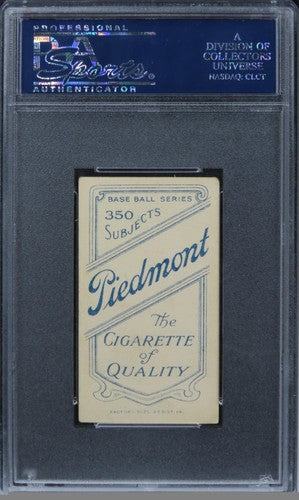 PROFESSIONAL
PSA
Sports
AUTHENTICATOR
A
DIVISION OF
COLLECTORS
UNIVERSE
NASDAQ: CLCT
BASE BALL SERIES
350
SUBJECTS
Piedmont
The
CIGARETTE
of
QUALITY
FACTORY